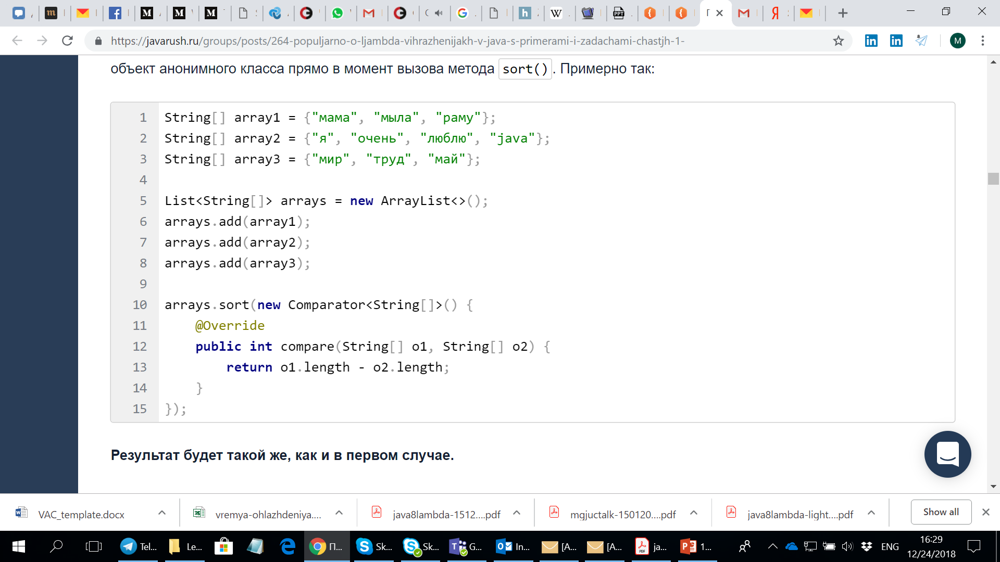 https://javarush.ru/groups/posts/264-populjarno-o-ljambda-vihrazhenijakh-v-java-s-primerami-i-zadachami-chastjh-1-
M
объект анонимного класса прямо в момент вызова метода sort(). Примерно так:
1 String[] array1 = {"мама", "мыла", "раму"};
2 String[] array2 = {"я", "очень", "люблю", "java"};
3 String[] array3 = {"мир", "труд", "май"};
4
5 List<String[]> arrays = new ArrayList<>();
6 arrays.add(array1);
7 arrays.add(array2);
8 arrays.add(array3);
9
10 arrays.sort(new Comparator<String[]>() {
11 @Override
12 public int compare(String[] o1, String[] o2) {
13 return o1.length - o2.length;
14 }
15 });
Результат будет такой же, как и в первом случае.
VAC_template.docx
vremya-ohlazhdeniya....
java8lambda-1512....pdf
mgjuctalk-150120....pdf
java8lambda-light....pdf
Show all
Tel...
Le...
П...
Sk...
Sk...
G...
In...
[A...
[A...
ja...
1...
ENG
16:29
12/24/2018